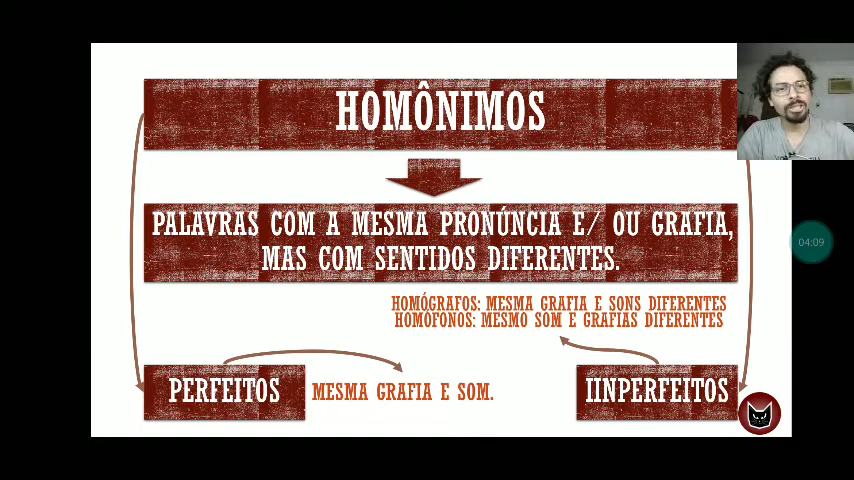 HOMÔNIMOS
PALAVRAS COM A MESMA PRONÚNCIA E/ OU GRAFIA,
MAS COM SENTIDOS DIFERENTES.
04:09
HOMÓGRAFOS: MESMA GRAFIA E SONS DIFERENTES
HOMÓFONOS: MESMO SOM E GRAFIAS DIFERENTES
PERFEITOS
MESMA GRAFIA E SOM.
IINPERFEITOS